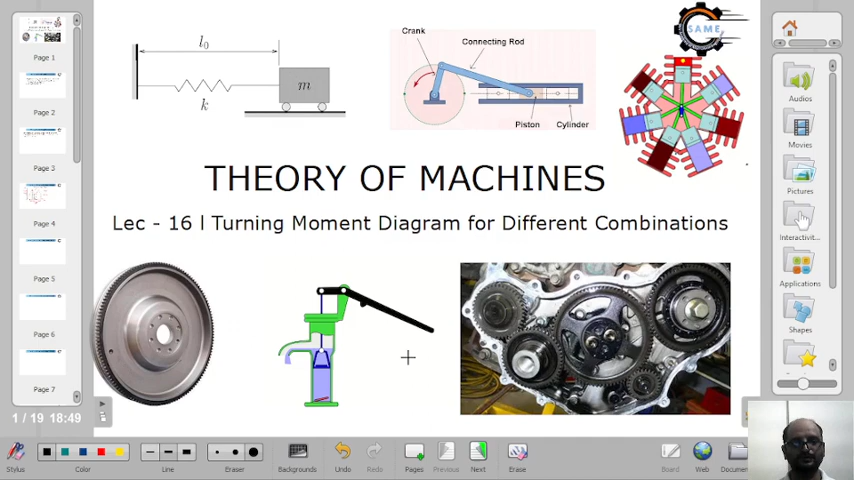 Page 1
Page 2
Page 3
Page 4
Page 5
Page 6
Page 7
1 / 19 18:49
l0
k
m
Crank
Connecting Rod
Piston
Cylinder
SAME
THEORY OF MACHINES
Lec - 16 l Turning Moment Diagram for Different Combinations
Audios
Movies
Pictures
Interactivit...
Applications
Shapes
Stylus
Color
Line
Eraser
Backgrounds
Undo
Redo
Pages
Previous
Next
Erase
Board
Web
Documen